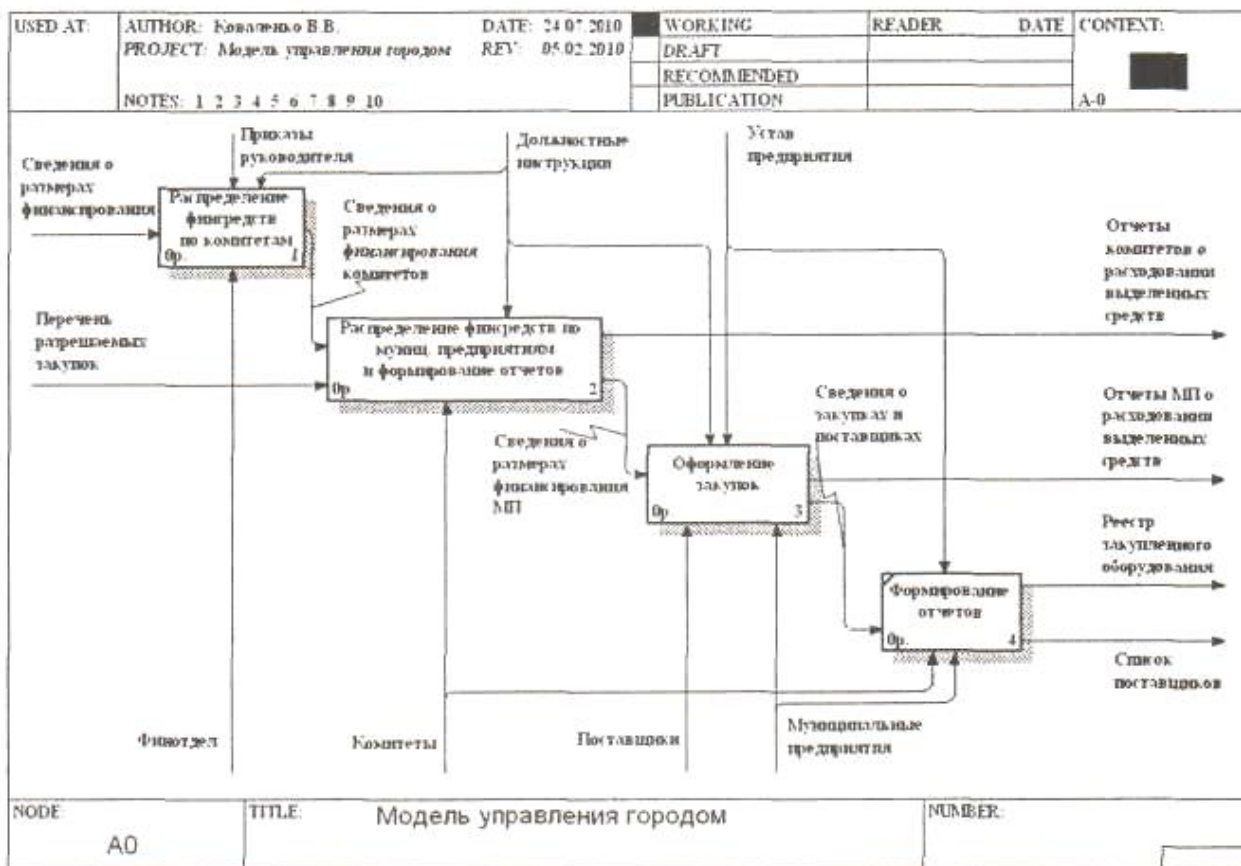 USED AT:
AUTHOR: Коваленко В.В.
DATE: 24.07.2010
PROJECT: Модель управления городом
REV: 05.02.2010
NOTES: 1 2 3 4 5 6 7 8 9 10
WORKING
DRAFT
RECOMMENDED
PUBLICATION
READER
DATE
CONTEXT:
A-0
Приказы
руководителя
Должностные
инструкции
Устав
предприятия
Сведения о
размерах
финансирования
Распределение
финсредств
по комитетам
0р.
1
Сведения о
размерах
финансирования
комитетов
Отчеты
комитетов о
расходовании
выделенных
средств
Перечень
разрешаемых
закупок
Распределение финсредств по
муниц. предприятиям
и формирование отчетов
0р
2
Сведения о
закупках и
поставщиках
Отчеты МП о
расходовании
выделенных
средств
Сведения о
размерах
финансирования
МП
Оформление
закупок
0р
3
Реестр
закупленного
оборудования
Формирование
отчетов
0р.
4
Список
поставщиков
Финотдел
Комитеты
Поставщики
Муниципальные
предприятия
NODE:
A0
TITLE:
Модель управления городом
NUMBER: